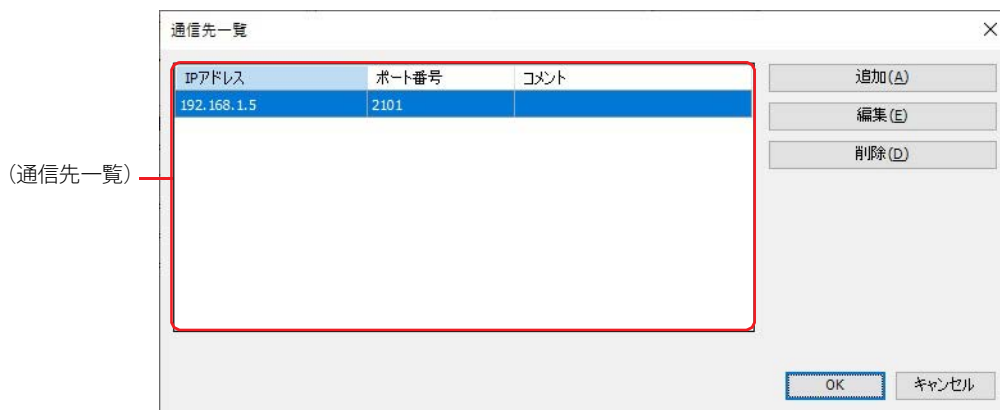 通信先一覧
IPアドレス ポート番号 コメント
192.168.1.5 2101
追加(A)
編集(E)
削除(D)
(通信先一覧)
OK キャンセル